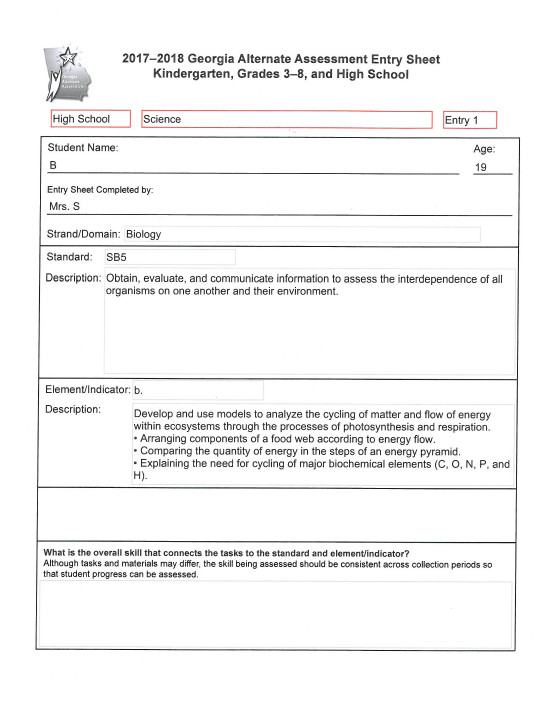 2017–2018 Georgia Alternate Assessment Entry Sheet
Kindergarten, Grades 3–8, and High School
Georgia
Alternate
Assessment
High School
Science
Entry 1
Student Name:
Age:
B
19
Entry Sheet Completed by:
Mrs. S
Strand/Domain: Biology
Standard: SB5
Description: Obtain, evaluate, and communicate information to assess the interdependence of all
organisms on one another and their environment.
Element/Indicator: b.
Description:
Develop and use models to analyze the cycling of matter and flow of energy
within ecosystems through the processes of photosynthesis and respiration.
• Arranging components of a food web according to energy flow.
• Comparing the quantity of energy in the steps of an energy pyramid.
• Explaining the need for cycling of major biochemical elements (C, O, N, P, and
H).
What is the overall skill that connects the tasks to the standard and element/indicator?
Although tasks and materials may differ, the skill being assessed should be consistent across collection periods so
that student progress can be assessed.